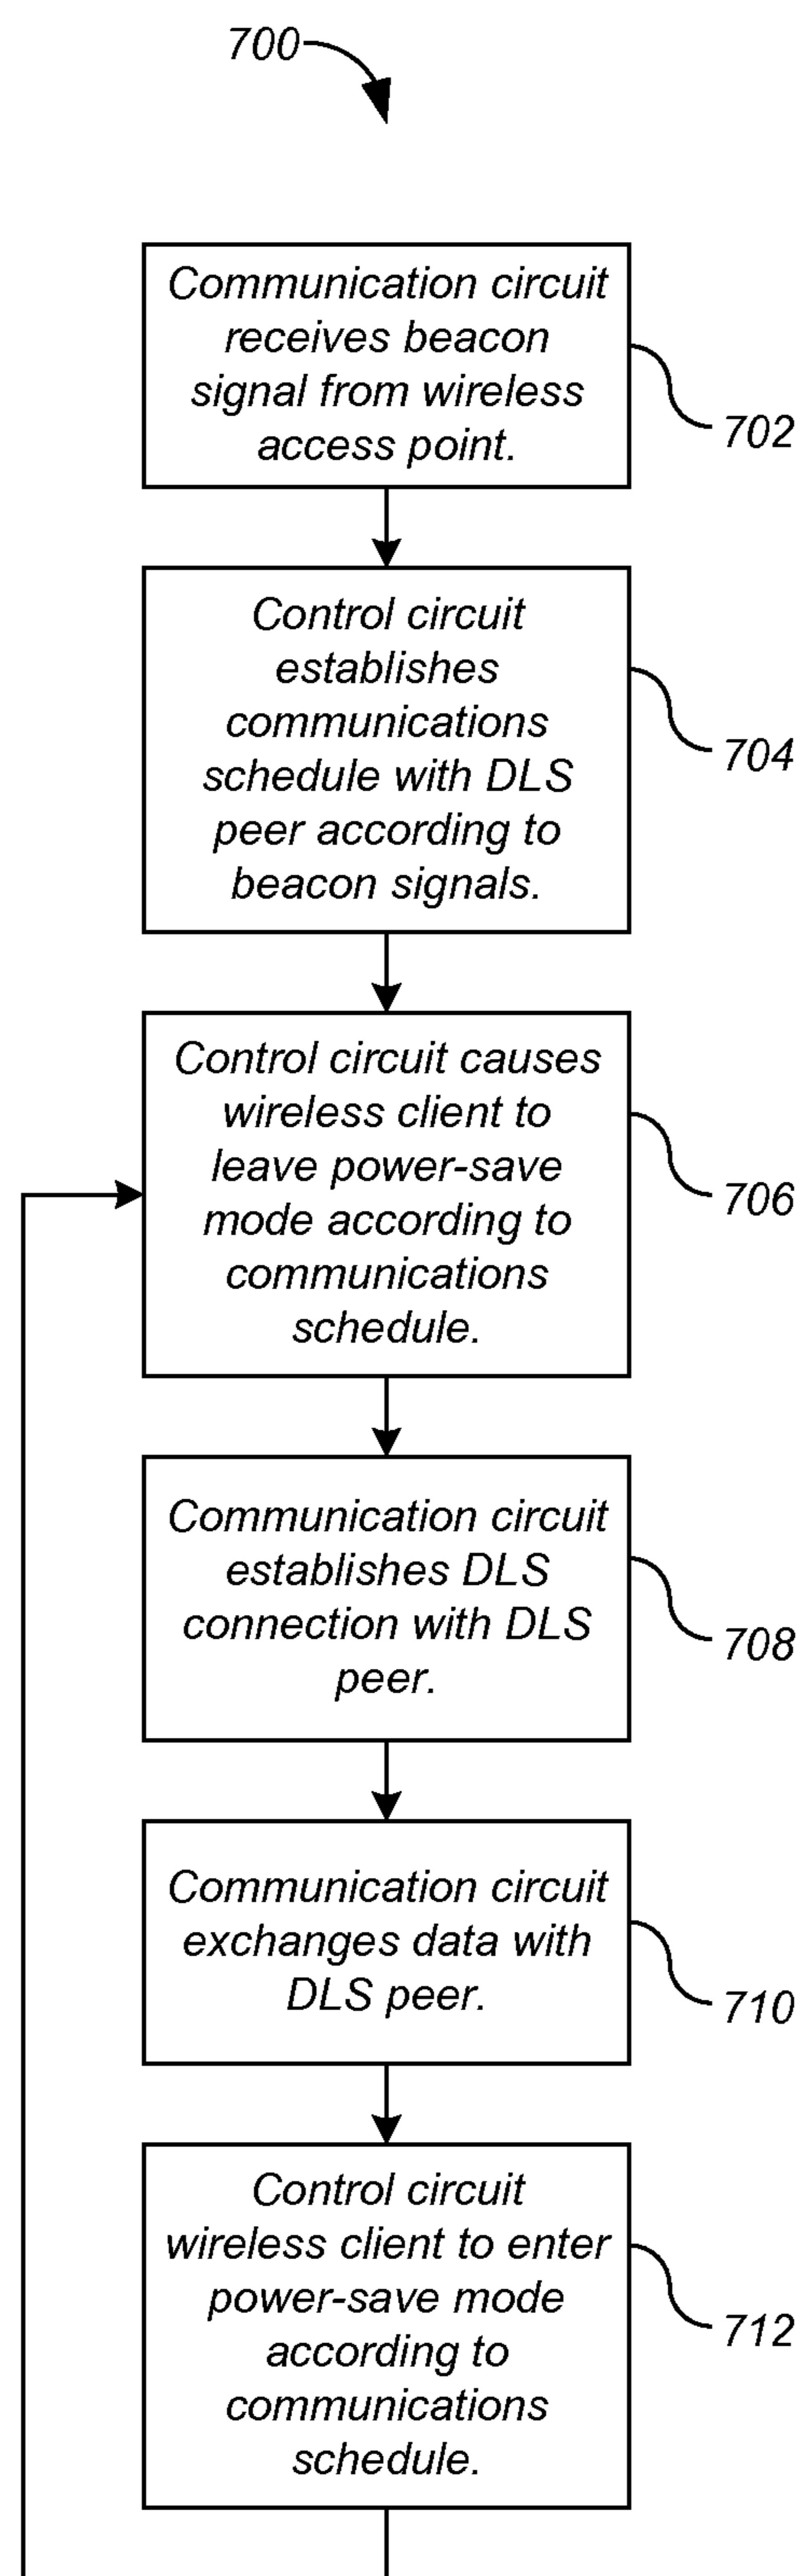 700
Communication circuit
receives beacon
signal from wireless
access point.
702
Control circuit
establishes
communications
schedule with DLS
peer according to
beacon signals.
704
Control circuit causes
wireless client to
leave power-save
mode according to
communications
schedule.
706
Communication circuit
establishes DLS
connection with DLS
peer.
708
Communication circuit
exchanges data with
DLS peer.
710
Control circuit
wireless client to enter
power-save mode
according to
communications
schedule.
712